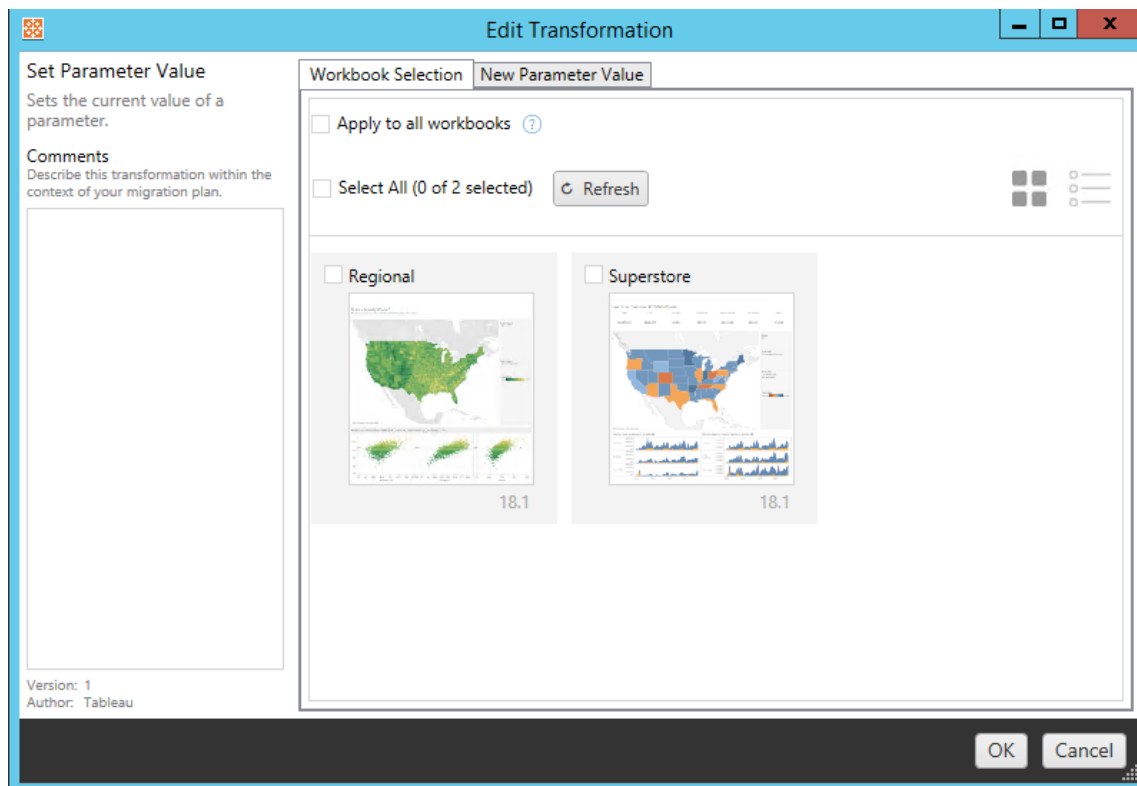 Edit Transformation
Set Parameter Value
Sets the current value of a
parameter.
Comments
Describe this transformation within the
context of your migration plan.
Version: 1
Author: Tableau
Workbook Selection
New Parameter Value
Apply to all workbooks ?
Select All (0 of 2 selected)
Refresh
Regional
18.1
Superstore
18.1
OK
Cancel